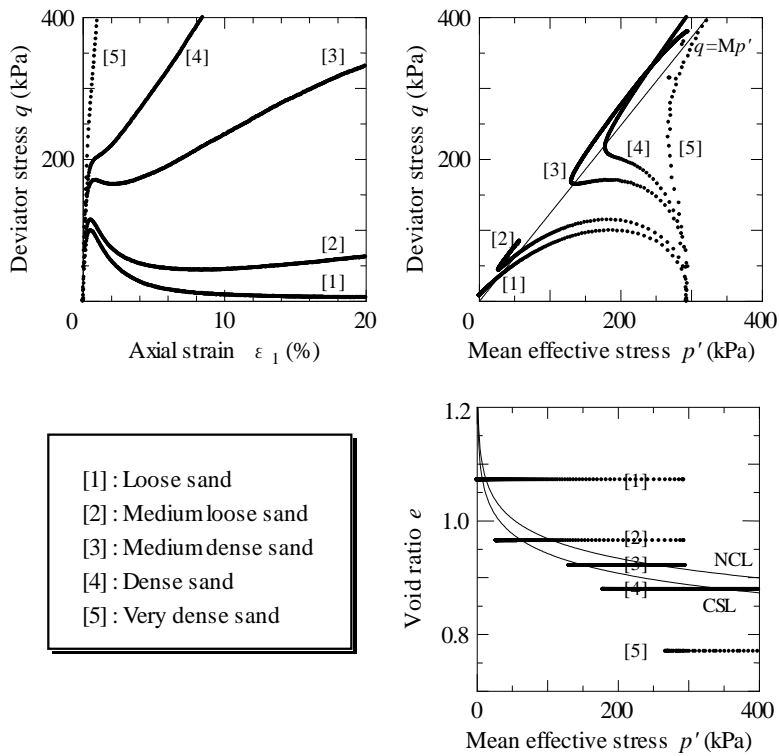 400
200
0
Deviator stress q (kPa)
[5]
[4]
[3]
[2]
[1]
0
10
20
Axial strain ε 1 (%)
400
200
0
Deviator stress q (kPa)
q=Mp'
[5]
[4]
[3]
[2]
[1]
0
200
400
Mean effective stress p' (kPa)
[1] : Loose sand
[2] : Medium loose sand
[3] : Medium dense sand
[4] : Dense sand
[5] : Very dense sand
1.2
1.0
0.8
Void ratio e
[1]
[2]
[3]
NCL
[4]
CSL
[5]
0
200
400
Mean effective stress p' (kPa)